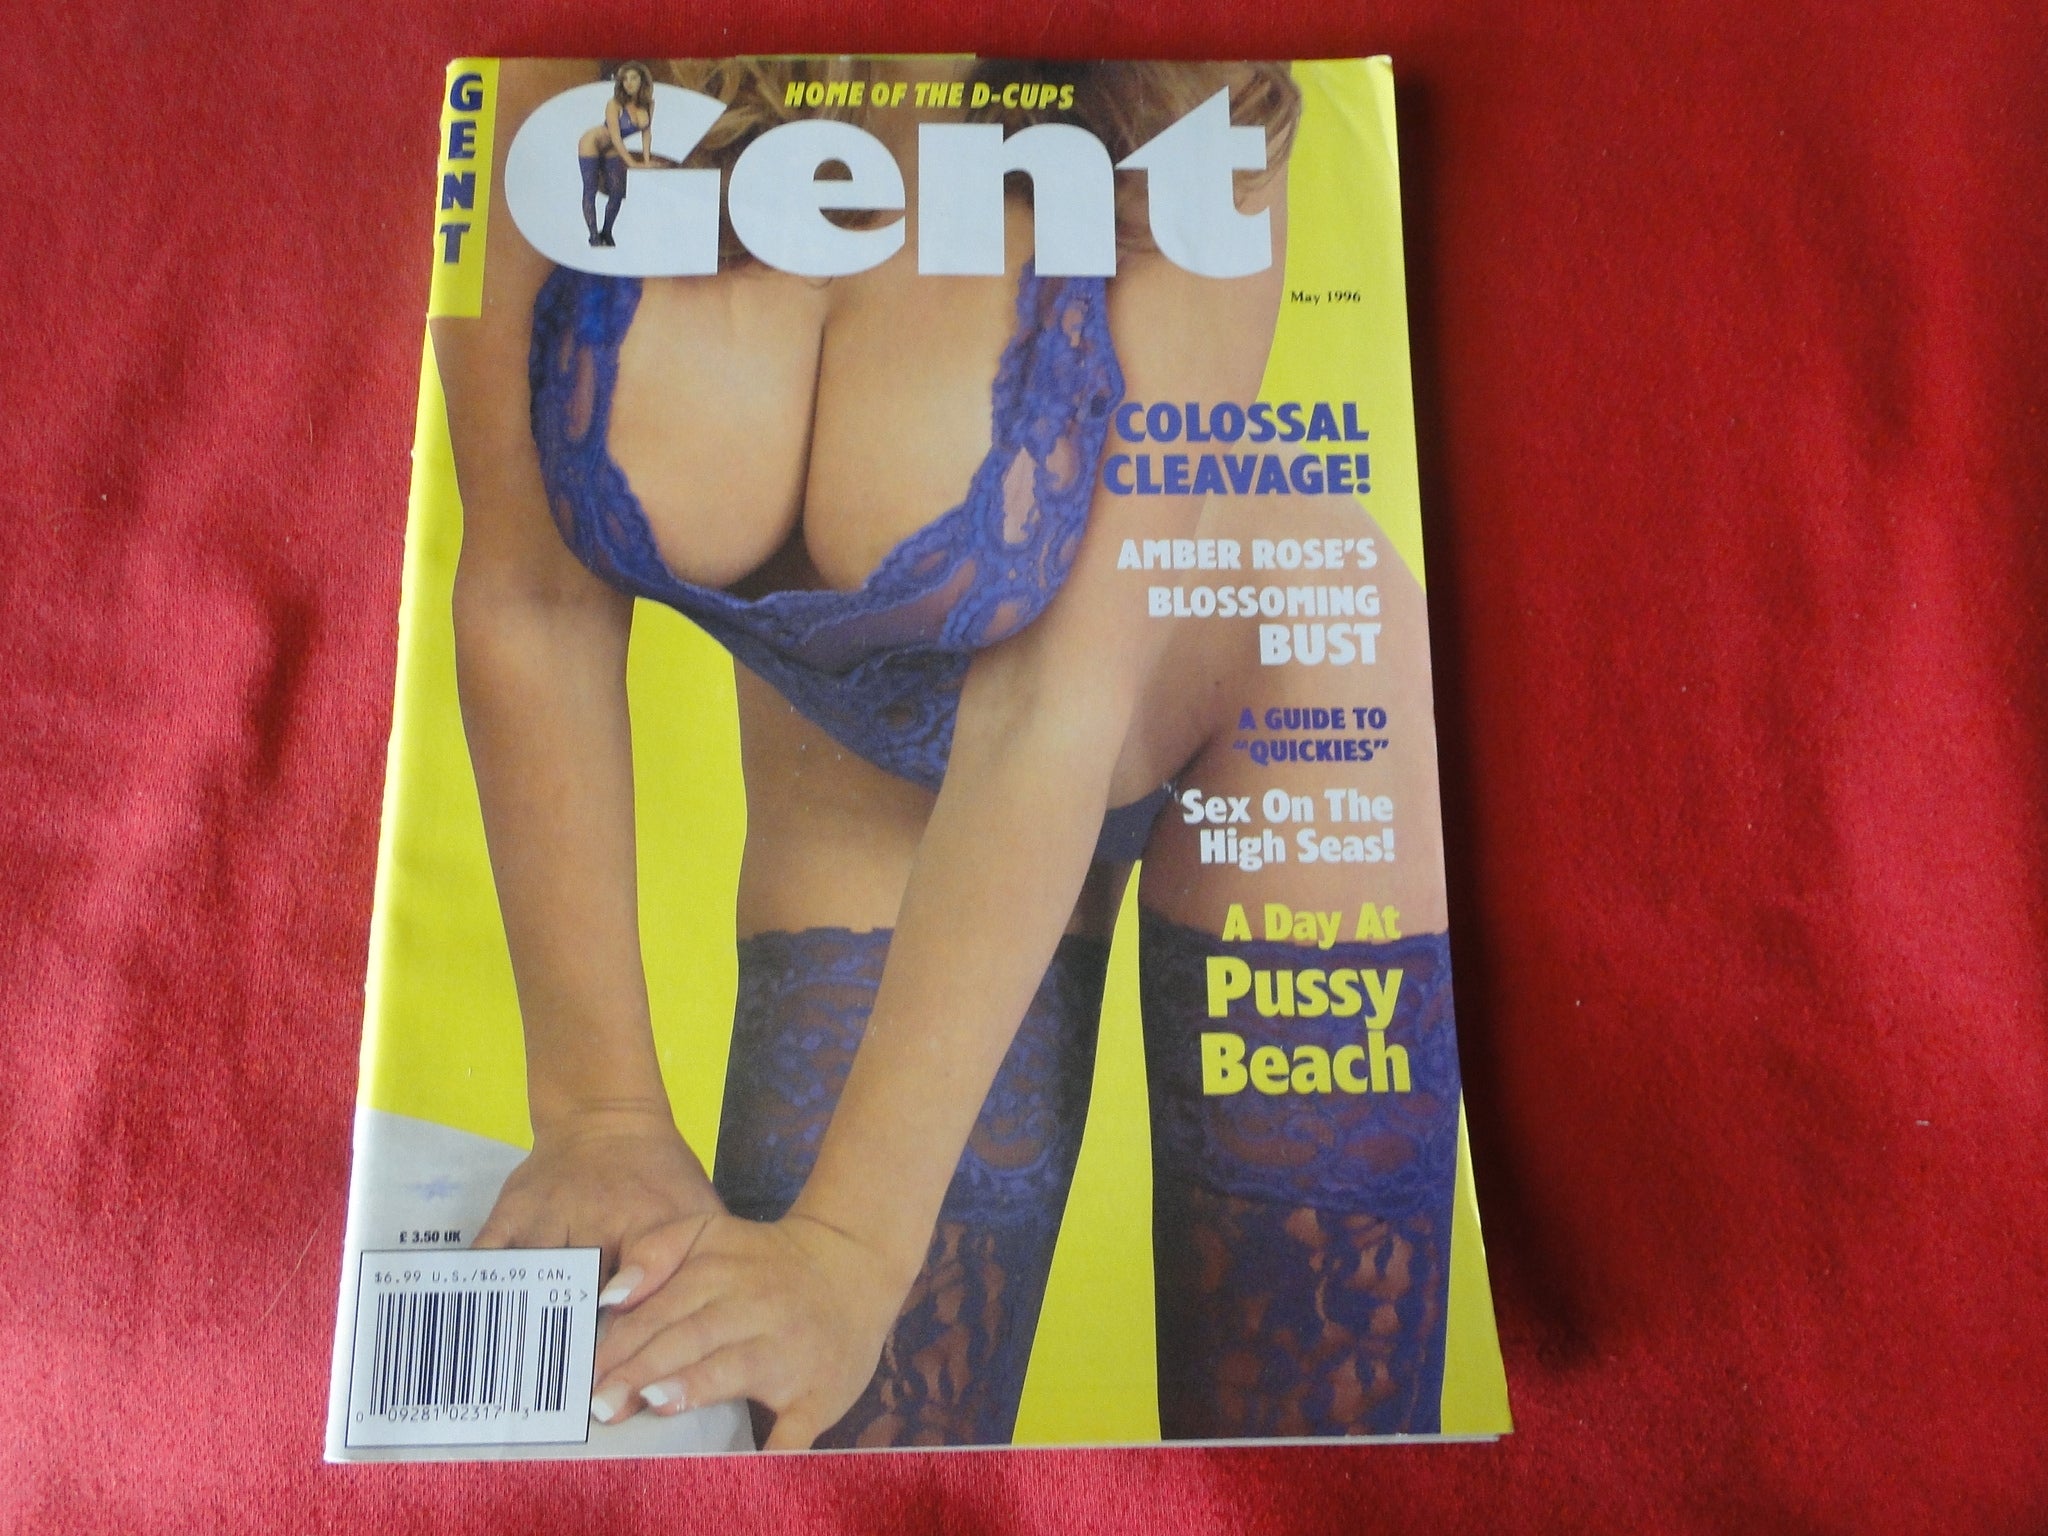 GENT
HOME OF THE D-CUPS
Gent
May 1996
COLOSSAL
CLEAVAGE!
AMBER ROSE'S
BLOSSOMING
BUST
A GUIDE TO
"QUICKIES"
Sex On The
High Seas!
A Day At
Pussy
Beach
£ 3.50 UK
$6.99 U.S./$6.99 CAN.
05>
0 09281 02317 3